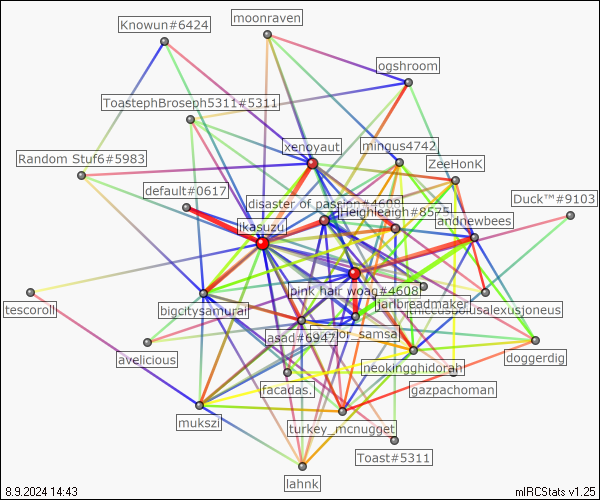 moonraven
Knowun#6424
ogshroom
ToastephBroseph5311#5311
xenoyaut
mingus4742
Random Stuf6#5983
ZeeHonK
default#0617
Duck™#9103
disaster of passion#4608
Heighleaigh#8575
andnewbees
ikasuzu
pink hair woag#4608
tescoroll
bigcitysamurai
jarlbreadmaker
asad#6947
or_samsa
avelicious
doggerdig
neokingghidorah
facadas.
gazpachoman
mukszi
turkey_mcnugget
Toast#5311
lahnk
8.9.2024 14:43
mIRCStats v1.25